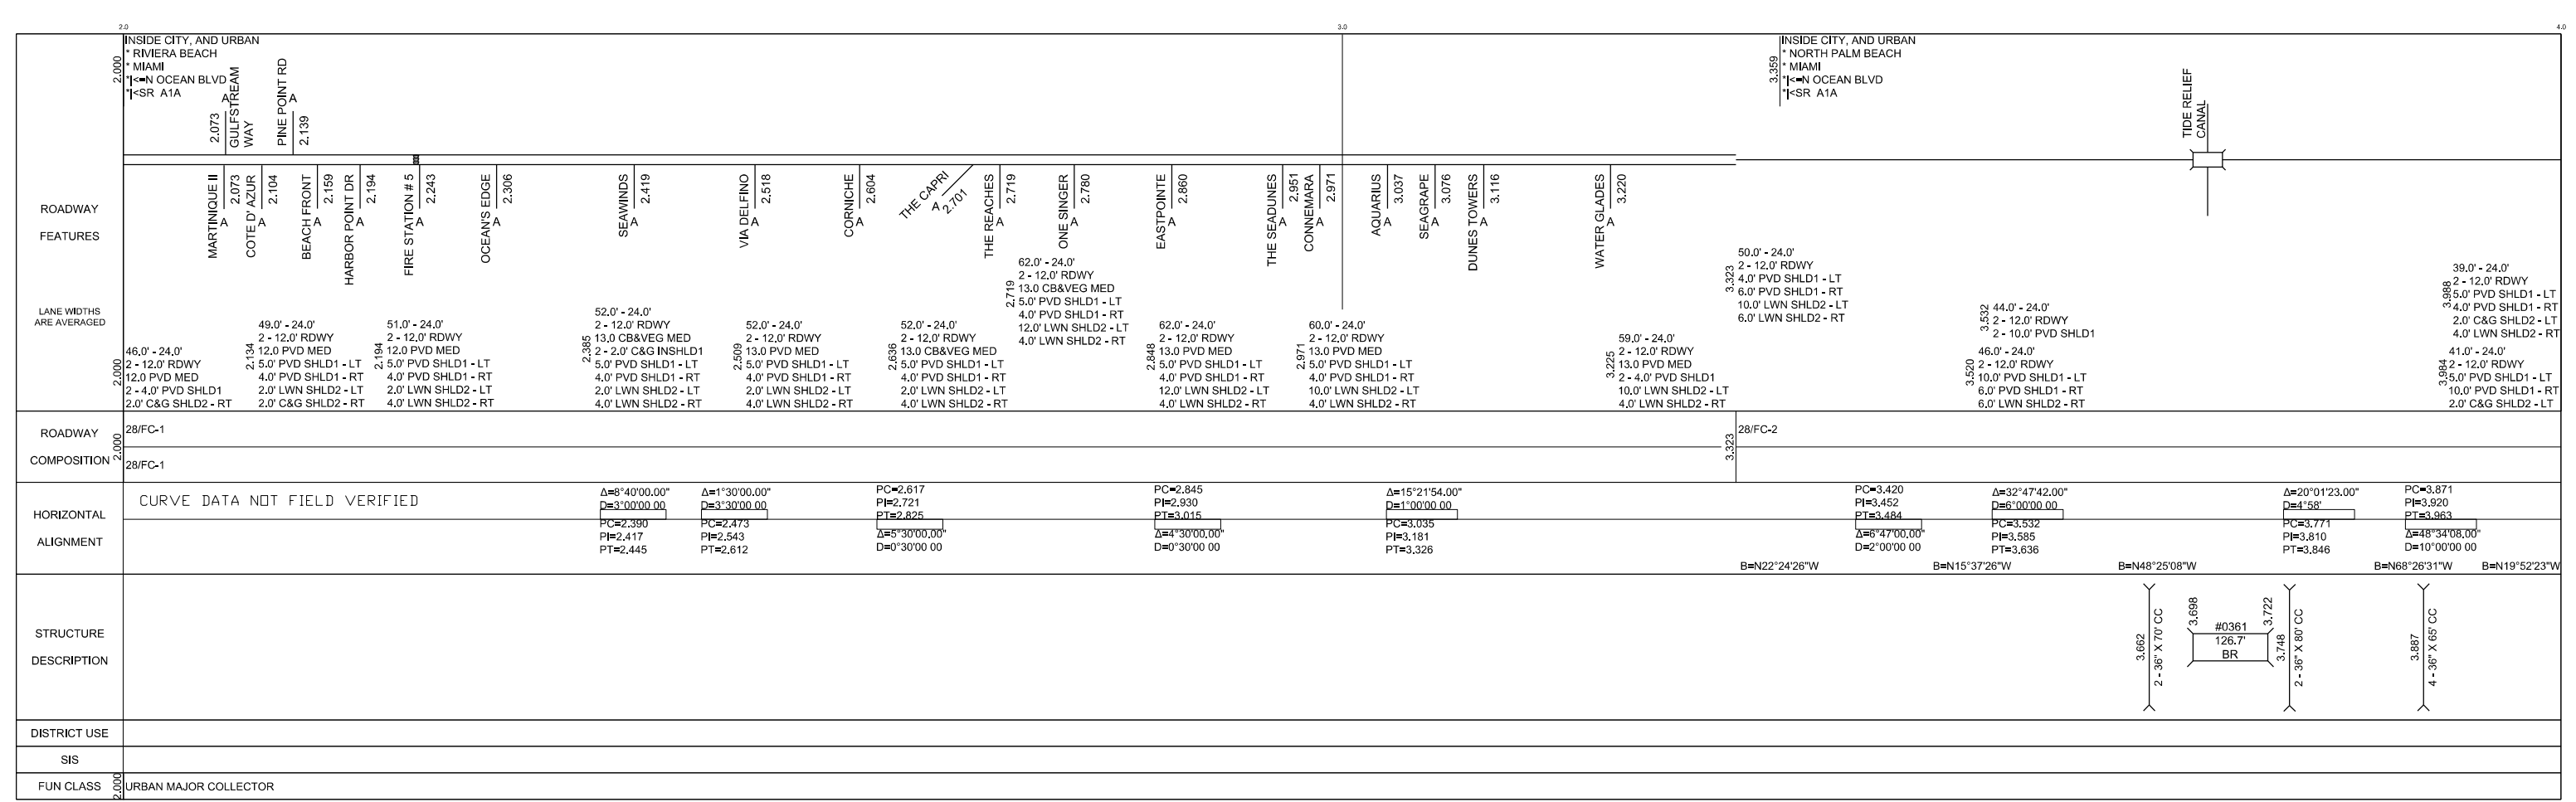 2.0
3.0
4.0
2.000
INSIDE CITY, AND URBAN
* RIVIERA BEACH
* MIAMI
*|<=N OCEAN BLVD
*|<SR A1A
2.073
A
GULFSTREAM
WAY
PINE POINT RD
A
2.139
3.359
INSIDE CITY, AND URBAN
* NORTH PALM BEACH
* MIAMI
*|<=N OCEAN BLVD
*|<SR A1A
TIDE RELIEF
CANAL
ROADWAY
FEATURES
MARTINIQUE II
A
2.073
COTE D' AZUR
A
2.104
BEACH FRONT
A
2.159
HARBOR POINT DR
A
2.194
FIRE STATION # 5
A
2.243
OCEAN'S EDGE
A
2.306
SEAWINDS
A
2.419
VIA DELFINO
A
2.518
CORNICHE
A
2.604
THE CAPRI
A
2.701
THE REACHES
A
2.719
ONE SINGER
A
2.780
EASTPOINTE
A
2.860
THE SEADUNES
A
2.951
CONNEMARA
A
2.971
AQUARIUS
A
3.037
SEAGRAPE
A
3.076
DUNES TOWERS
A
3.116
WATER GLADES
A
3.220
LANE WIDTHS
ARE AVERAGED
2.000
46.0' - 24.0'
2 - 12.0' RDWY
12.0 PVD MED
2 - 4.0' PVD SHLD1
2.0' C&G SHLD2 - RT
2.134
49.0' - 24.0'
2 - 12.0' RDWY
12.0 PVD MED
5.0' PVD SHLD1 - LT
4.0' PVD SHLD1 - RT
2.0' LWN SHLD2 - LT
2.0' C&G SHLD2 - RT
2.194
51.0' - 24.0'
2 - 12.0' RDWY
12.0 PVD MED
5.0' PVD SHLD1 - LT
4.0' PVD SHLD1 - RT
2.0' LWN SHLD2 - LT
4.0' LWN SHLD2 - RT
2.385
52.0' - 24.0'
2 - 12.0' RDWY
13.0 CB&VEG MED
2 - 2.0' C&G INSHLD1
5.0' PVD SHLD1 - LT
4.0' PVD SHLD1 - RT
2.0' LWN SHLD2 - LT
4.0' LWN SHLD2 - RT
2.509
52.0' - 24.0'
2 - 12.0' RDWY
13.0 PVD MED
5.0' PVD SHLD1 - LT
4.0' PVD SHLD1 - RT
2.0' LWN SHLD2 - LT
4.0' LWN SHLD2 - RT
2.636
52.0' - 24.0'
2 - 12.0' RDWY
13.0 CB&VEG MED
5.0' PVD SHLD1 - LT
4.0' PVD SHLD1 - RT
2.0' LWN SHLD2 - LT
4.0' LWN SHLD2 - RT
2.719
62.0' - 24.0'
2 - 12.0' RDWY
13.0 CB&VEG MED
5.0' PVD SHLD1 - LT
4.0' PVD SHLD1 - RT
12.0' LWN SHLD2 - LT
4.0' LWN SHLD2 - RT
2.848
62.0' - 24.0'
2 - 12.0' RDWY
13.0 PVD MED
5.0' PVD SHLD1 - LT
4.0' PVD SHLD1 - RT
12.0' LWN SHLD2 - LT
4.0' LWN SHLD2 - RT
2.971
60.0' - 24.0'
2 - 12.0' RDWY
13.0 PVD MED
5.0' PVD SHLD1 - LT
4.0' PVD SHLD1 - RT
10.0' LWN SHLD2 - LT
4.0' LWN SHLD2 - RT
3.225
59.0' - 24.0'
2 - 12.0' RDWY
13.0 PVD MED
2 - 4.0' PVD SHLD1
10.0' LWN SHLD2 - LT
4.0' LWN SHLD2 - RT
3.323
50.0' - 24.0'
2 - 12.0' RDWY
4.0' PVD SHLD1 - LT
6.0' PVD SHLD1 - RT
10.0' LWN SHLD2 - LT
6.0' LWN SHLD2 - RT
3.532
44.0' - 24.0'
2 - 12.0' RDWY
2 - 10.0' PVD SHLD1
3.520
46.0' - 24.0'
2 - 12.0' RDWY
10.0' PVD SHLD1 - LT
6.0' PVD SHLD1 - RT
6.0' LWN SHLD2 - RT
3.988
39.0' - 24.0'
2 - 12.0' RDWY
5.0' PVD SHLD1 - LT
4.0' PVD SHLD1 - RT
2.0' C&G SHLD2 - LT
4.0' LWN SHLD2 - RT
3.984
41.0' - 24.0'
2 - 12.0' RDWY
5.0' PVD SHLD1 - LT
10.0' PVD SHLD1 - RT
2.0' C&G SHLD2 - LT
ROADWAY
COMPOSITION
2.000
28/FC-1
28/FC-1
3.323
28/FC-2
HORIZONTAL
ALIGNMENT
CURVE DATA NOT FIELD VERIFIED
Δ=8°40'00.00"
D=3°00'00 00
PC=2.390
PI=2.417
PT=2.445
Δ=1°30'00.00"
D=3°30'00 00
PC=2.473
PI=2.543
PT=2.612
PC=2.617
PI=2.721
PT=2.825
Δ=5°30'00.00"
D=0°30'00 00
PC=2.845
PI=2.930
PT=3.015
Δ=4°30'00.00"
D=0°30'00 00
Δ=15°21'54.00"
D=1°00'00 00
PC=3.035
PI=3.181
PT=3.326
B=N22°24'26"W
PC=3.420
PI=3.452
PT=3.484
Δ=6°47'00.00"
D=2°00'00 00
B=N15°37'26"W
Δ=32°47'42.00"
D=6°00'00 00
PC=3.532
PI=3.585
PT=3.636
B=N48°25'08"W
Δ=20°01'23.00"
D=4°58'
PC=3.771
PI=3.810
PT=3.846
B=N68°26'31"W
PC=3.871
PI=3.920
PT=3.963
Δ=48°34'08.00"
D=10°00'00 00
B=N19°52'23"W
STRUCTURE
DESCRIPTION
3.662
2 - 36" X 70' CC
3.698
#0361
126.7'
BR
3.722
3.748
2 - 36" X 80' CC
3.887
4 - 36" X 65' CC
DISTRICT USE
SIS
FUN CLASS
2.000
URBAN MAJOR COLLECTOR